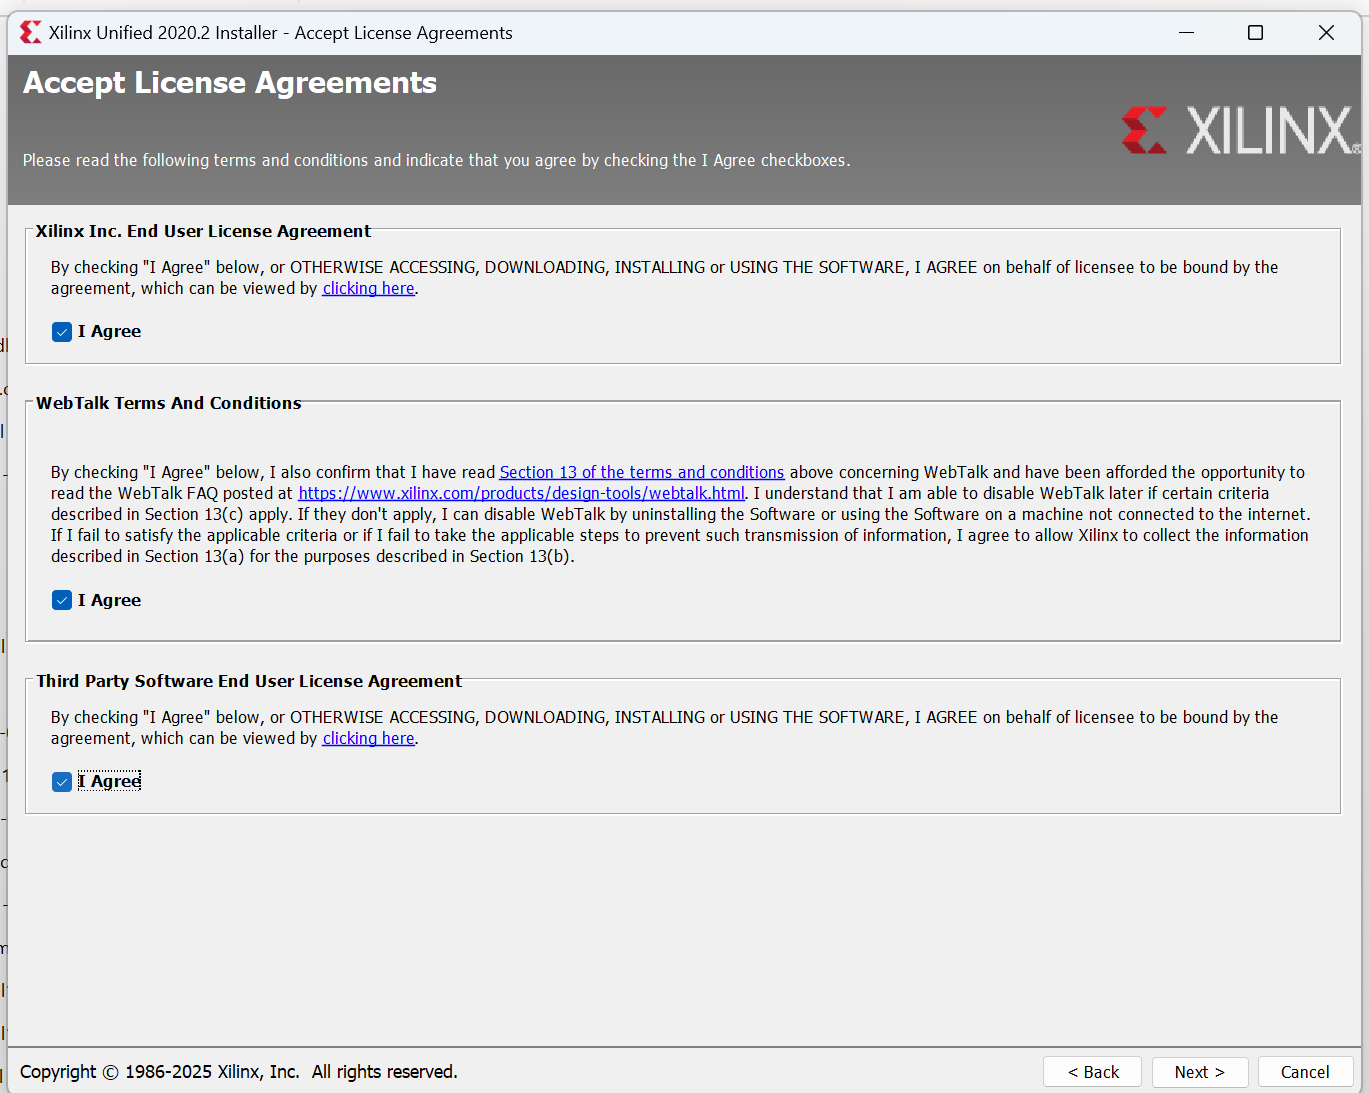 Xilinx Unified 2020.2 Installer - Accept License Agreements
Accept License Agreements
XILINX®
Please read the following terms and conditions and indicate that you agree by checking the I Agree checkboxes.
Xilinx Inc. End User License Agreement
By checking "I Agree" below, or OTHERWISE ACCESSING, DOWNLOADING, INSTALLING or USING THE SOFTWARE, I AGREE on behalf of licensee to be bound by the
agreement, which can be viewed by clicking here.
I Agree
WebTalk Terms And Conditions
By checking "I Agree" below, I also confirm that I have read Section 13 of the terms and conditions above concerning WebTalk and have been afforded the opportunity to
read the WebTalk FAQ posted at https://www.xilinx.com/products/design-tools/webtalk.html. I understand that I am able to disable WebTalk later if certain criteria
described in Section 13(c) apply. If they don't apply, I can disable WebTalk by uninstalling the Software or using the Software on a machine not connected to the internet.
If I fail to satisfy the applicable criteria or if I fail to take the applicable steps to prevent such transmission of information, I agree to allow Xilinx to collect the information
described in Section 13(a) for the purposes described in Section 13(b).
I Agree
Third Party Software End User License Agreement
By checking "I Agree" below, or OTHERWISE ACCESSING, DOWNLOADING, INSTALLING or USING THE SOFTWARE, I AGREE on behalf of licensee to be bound by the
agreement, which can be viewed by clicking here.
I Agree
Copyright © 1986-2025 Xilinx, Inc. All rights reserved.
< Back
Next >
Cancel